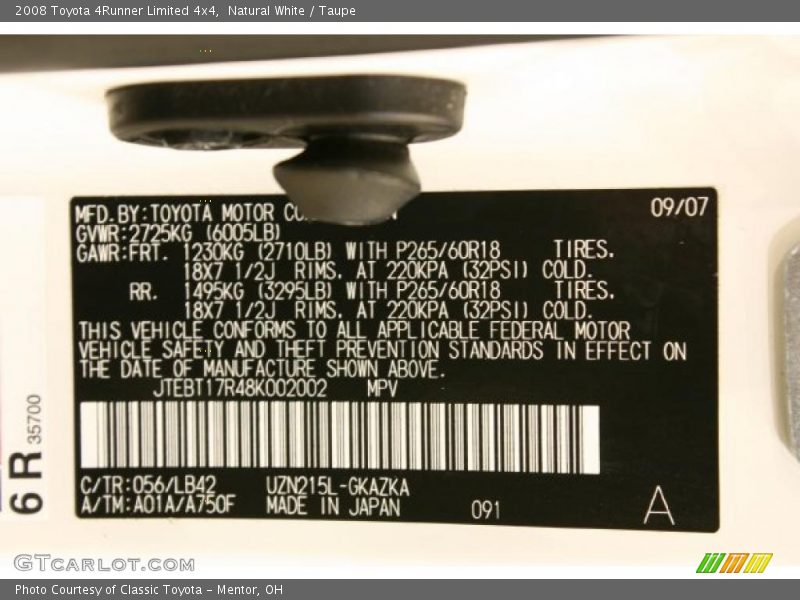 2008 Toyota 4Runner Limited 4x4, Natural White / Taupe
MFD.BY:TOYOTA MOTOR 09/07
GVWR:2725KG (6005LB)
GAWR:FRT. 1230KG (2710LB) WITH P265/60R18 TIRES.
18X7 1/2J RIMS. AT 220KPA (32PSI) COLD.
RR. 1495KG (3295LB) WITH P265/60R18 TIRES.
18X7 1/2J RIMS. AT 220KPA (32PSI) COLD.
THIS VEHICLE CONFORMS TO ALL APPLICABLE FEDERAL MOTOR
VEHICLE SAFETY AND THEFT PREVENTION STANDARDS IN EFFECT ON
THE DATE OF MANUFACTURE SHOWN ABOVE.
JTEBT17R48K002002 MPV
C/TR:056/LB42 UZN215L-GKAZKA
A/TM:A01A/A750F MADE IN JAPAN 091 A
6R 35700
GTcarlot.com
Photo Courtesy of Classic Toyota - Mentor, OH